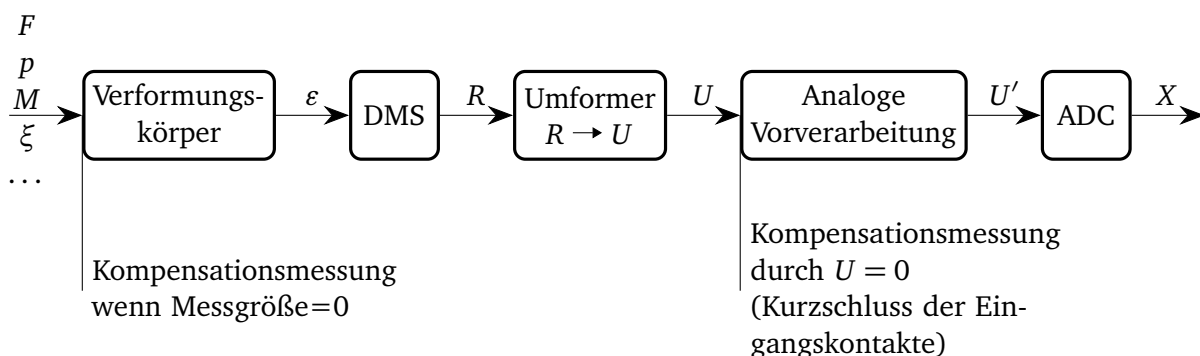 F
p
M
ξ
...
Verformungs-
körper
ε
DMS
R
Umformer
R → U
U
Analoge
Vorverarbeitung
U′
ADC
X
Kompensationsmessung
wenn Messgröße=0
Kompensationsmessung
durch U = 0
(Kurzschluss der Ein-
gangskontakte)